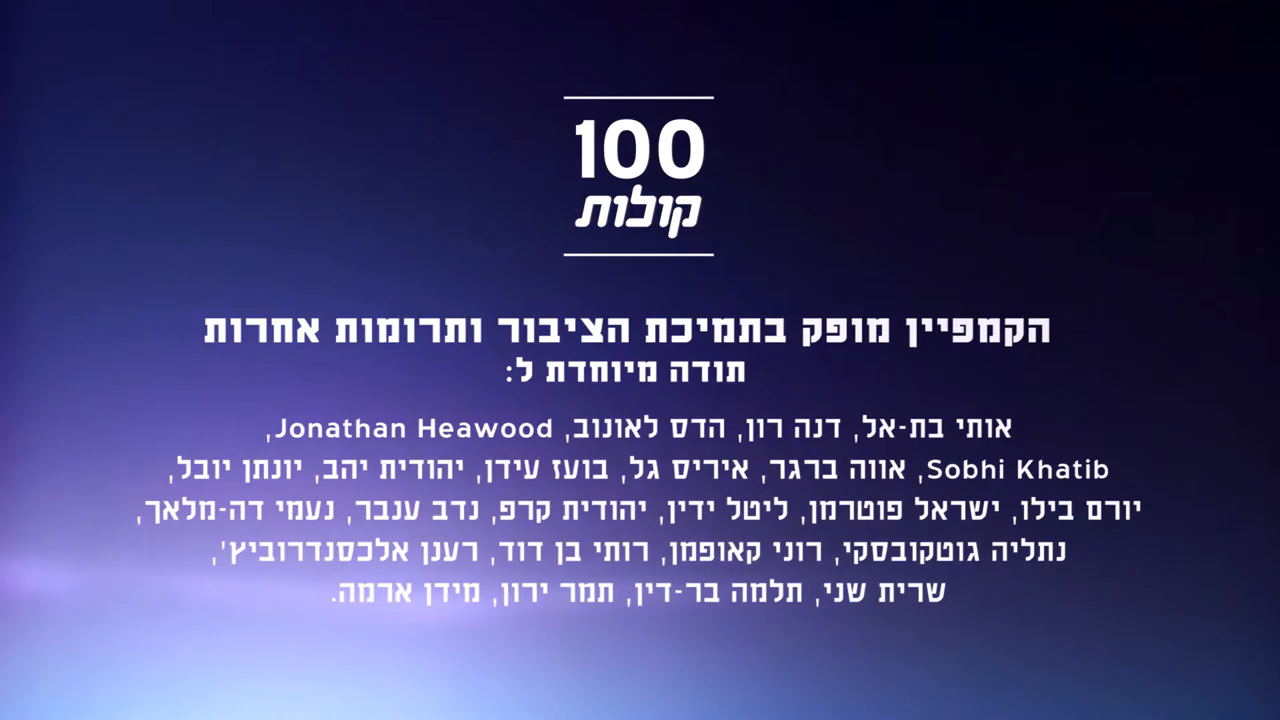 100
קולות
הקמפיין מופק בתמיכת הציבור ותרומות אחרות
תודה מיוחדת ל:
אותי בת-אל, דנה רון, הדס לאונוב, Jonathan Heawood,
Sobhi Khatib, אווה ברגר, איריס גל, בועז עידן, יהודית יהב, יונתן יובל,
יורם בילו, ישראל פוטרמן, ליטל ידין, יהודית קרפ, נדב ענבר, נעמי דה-מלאך,
נתליה גוטקובסקי, רוני קאופמן, רותי בן דוד, רענן אלכסנדרוביץ',
שרית שני, תלמה בר-דין, תמר ירון, מידן ארמה.